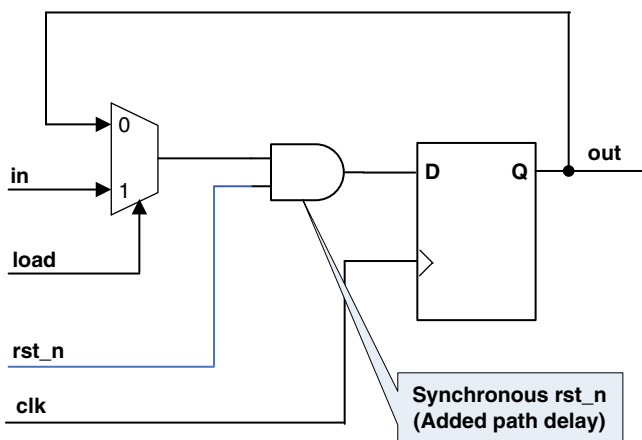 0
in
1
D
Q
out
load
rst_n
clk
Synchronous rst_n
(Added path delay)